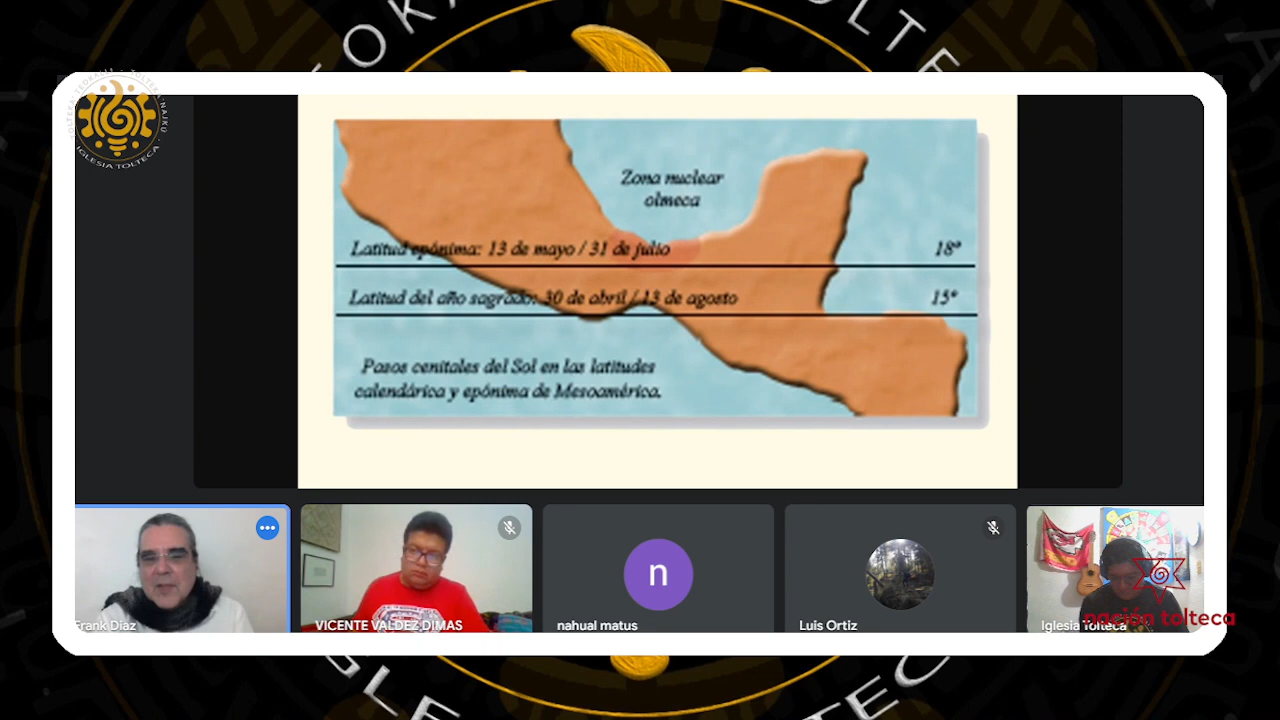 IGLESIA TOLTECA
Zona nuclear
olmeca
Latitud epónima: 13 de mayo / 31 de julio 18º
Latitud del año sagrado: 30 de abril / 13 de agosto 15º
Pasos cenitales del Sol en las latitudes
calendárica y epónima de Mesoamérica.
n
Frank Díaz
VICENTE VALDEZ DIMAS
nahual matus
Luis Ortiz
Iglesia Tolteca
nación tolteca